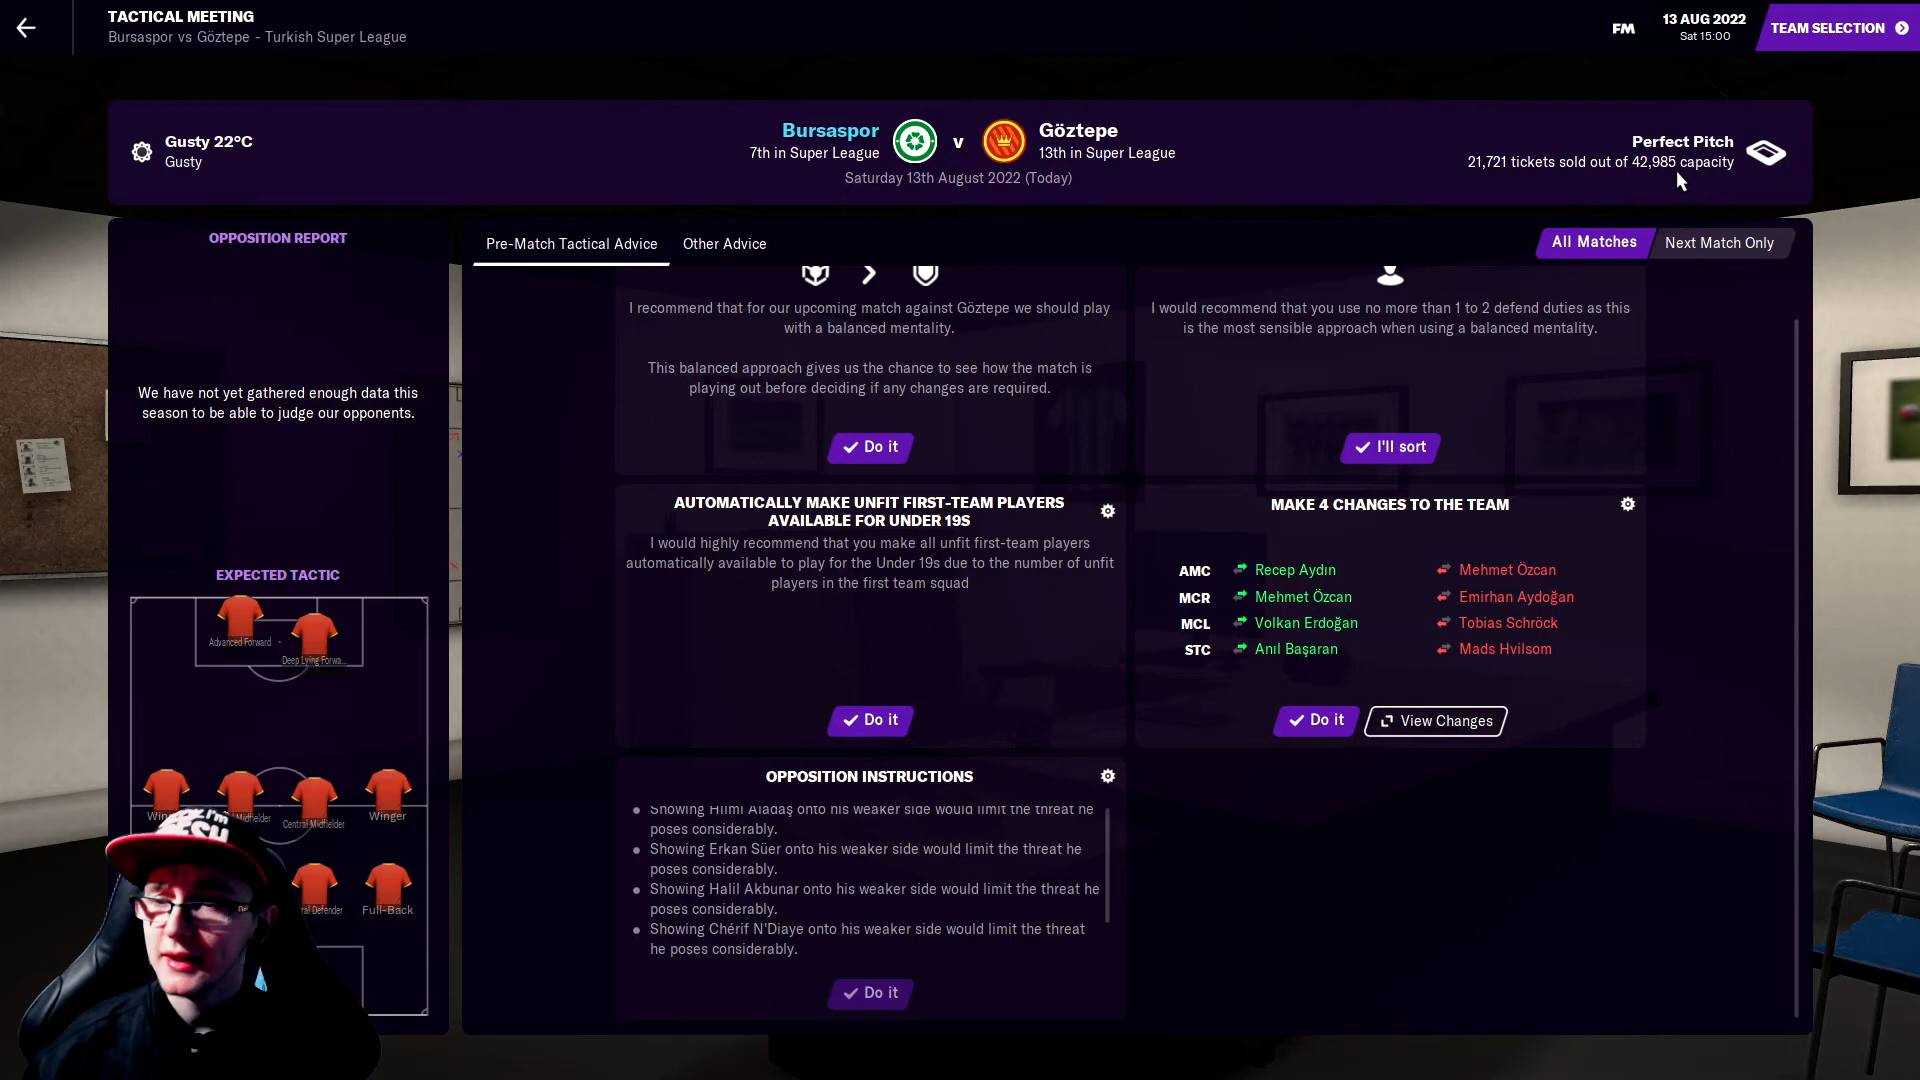 TACTICAL MEETING
Bursaspor vs Göztepe - Turkish Super League
FM
13 AUG 2022
Sat 15:00
TEAM SELECTION
Gusty 22°C
Gusty
Bursaspor
7th in Super League
v
Göztepe
13th in Super League
Saturday 13th August 2022 (Today)
Perfect Pitch
21,721 tickets sold out of 42,985 capacity
OPPOSITION REPORT
We have not yet gathered enough data this
season to be able to judge our opponents.
EXPECTED TACTIC
Advanced Forward
Deep Lying Forwa...
Central Midfielder
Winger
Full-Back
Pre-Match Tactical Advice
Other Advice
All Matches
Next Match Only
I recommend that for our upcoming match against Göztepe we should play
with a balanced mentality.
This balanced approach gives us the chance to see how the match is
playing out before deciding if any changes are required.
Do it
I would recommend that you use no more than 1 to 2 defend duties as this
is the most sensible approach when using a balanced mentality.
I'll sort
AUTOMATICALLY MAKE UNFIT FIRST-TEAM PLAYERS
AVAILABLE FOR UNDER 19S
I would highly recommend that you make all unfit first-team players
automatically available to play for the Under 19s due to the number of unfit
players in the first team squad
Do it
MAKE 4 CHANGES TO THE TEAM
AMC Recep Aydın Mehmet Özcan
MCR Mehmet Özcan Emirhan Aydoğan
MCL Volkan Erdoğan Tobias Schröck
STC Anıl Başaran Mads Hvilsom
Do it
View Changes
OPPOSITION INSTRUCTIONS
Showing Hilmi Aladaş onto his weaker side would limit the threat he
poses considerably.
Showing Erkan Süer onto his weaker side would limit the threat he
poses considerably.
Showing Halil Akbunar onto his weaker side would limit the threat he
poses considerably.
Showing Chérif N'Diaye onto his weaker side would limit the threat
he poses considerably.
Do it